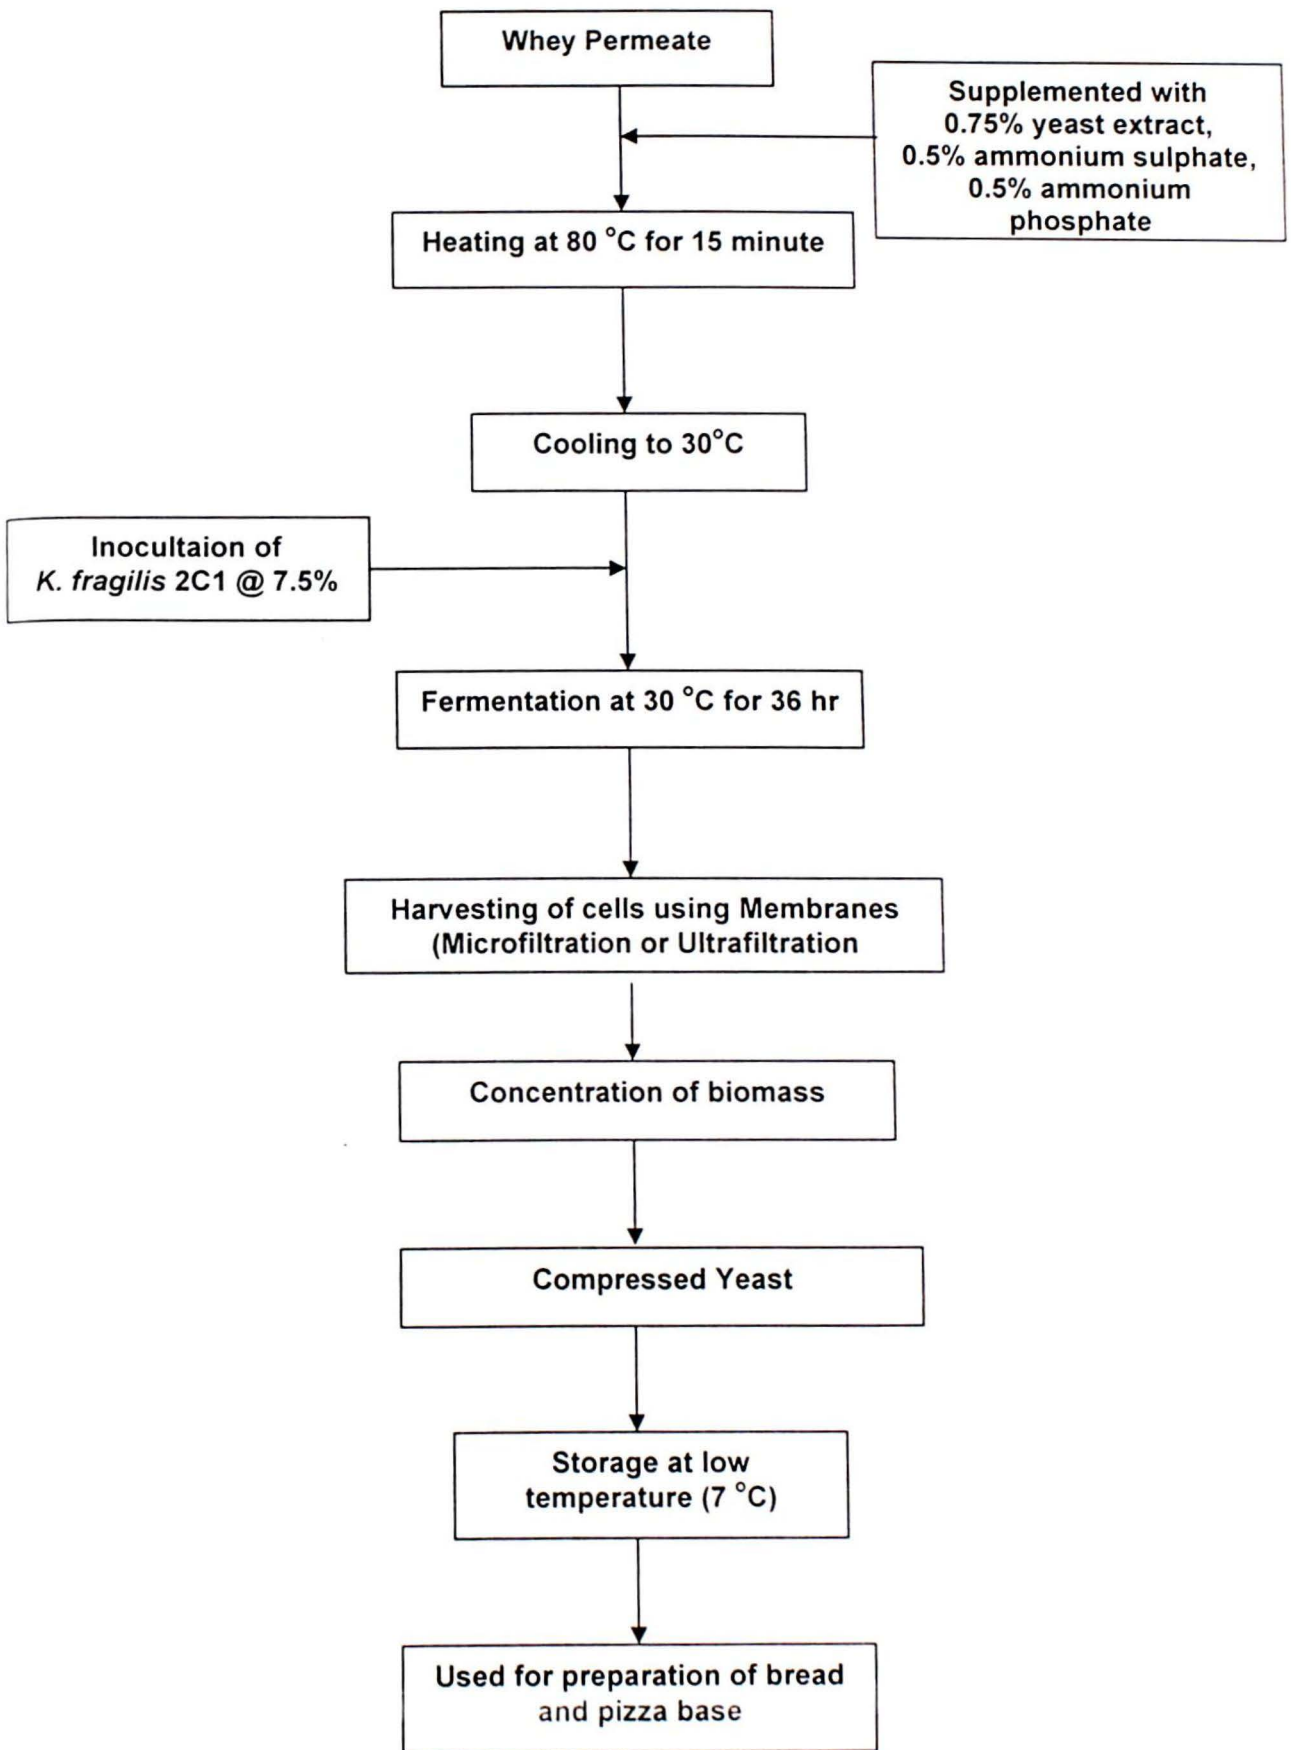 Whey Permeate
Supplemented with
0.75% yeast extract,
0.5% ammonium sulphate,
0.5% ammonium
phosphate
Heating at 80 °C for 15 minute
Cooling to 30°C
Inocultaion of
K. fragilis 2C1 @ 7.5%
Fermentation at 30 °C for 36 hr
Harvesting of cells using Membranes
(Microfiltration or Ultrafiltration
Concentration of biomass
Compressed Yeast
Storage at low
temperature (7 °C)
Used for preparation of bread
and pizza base